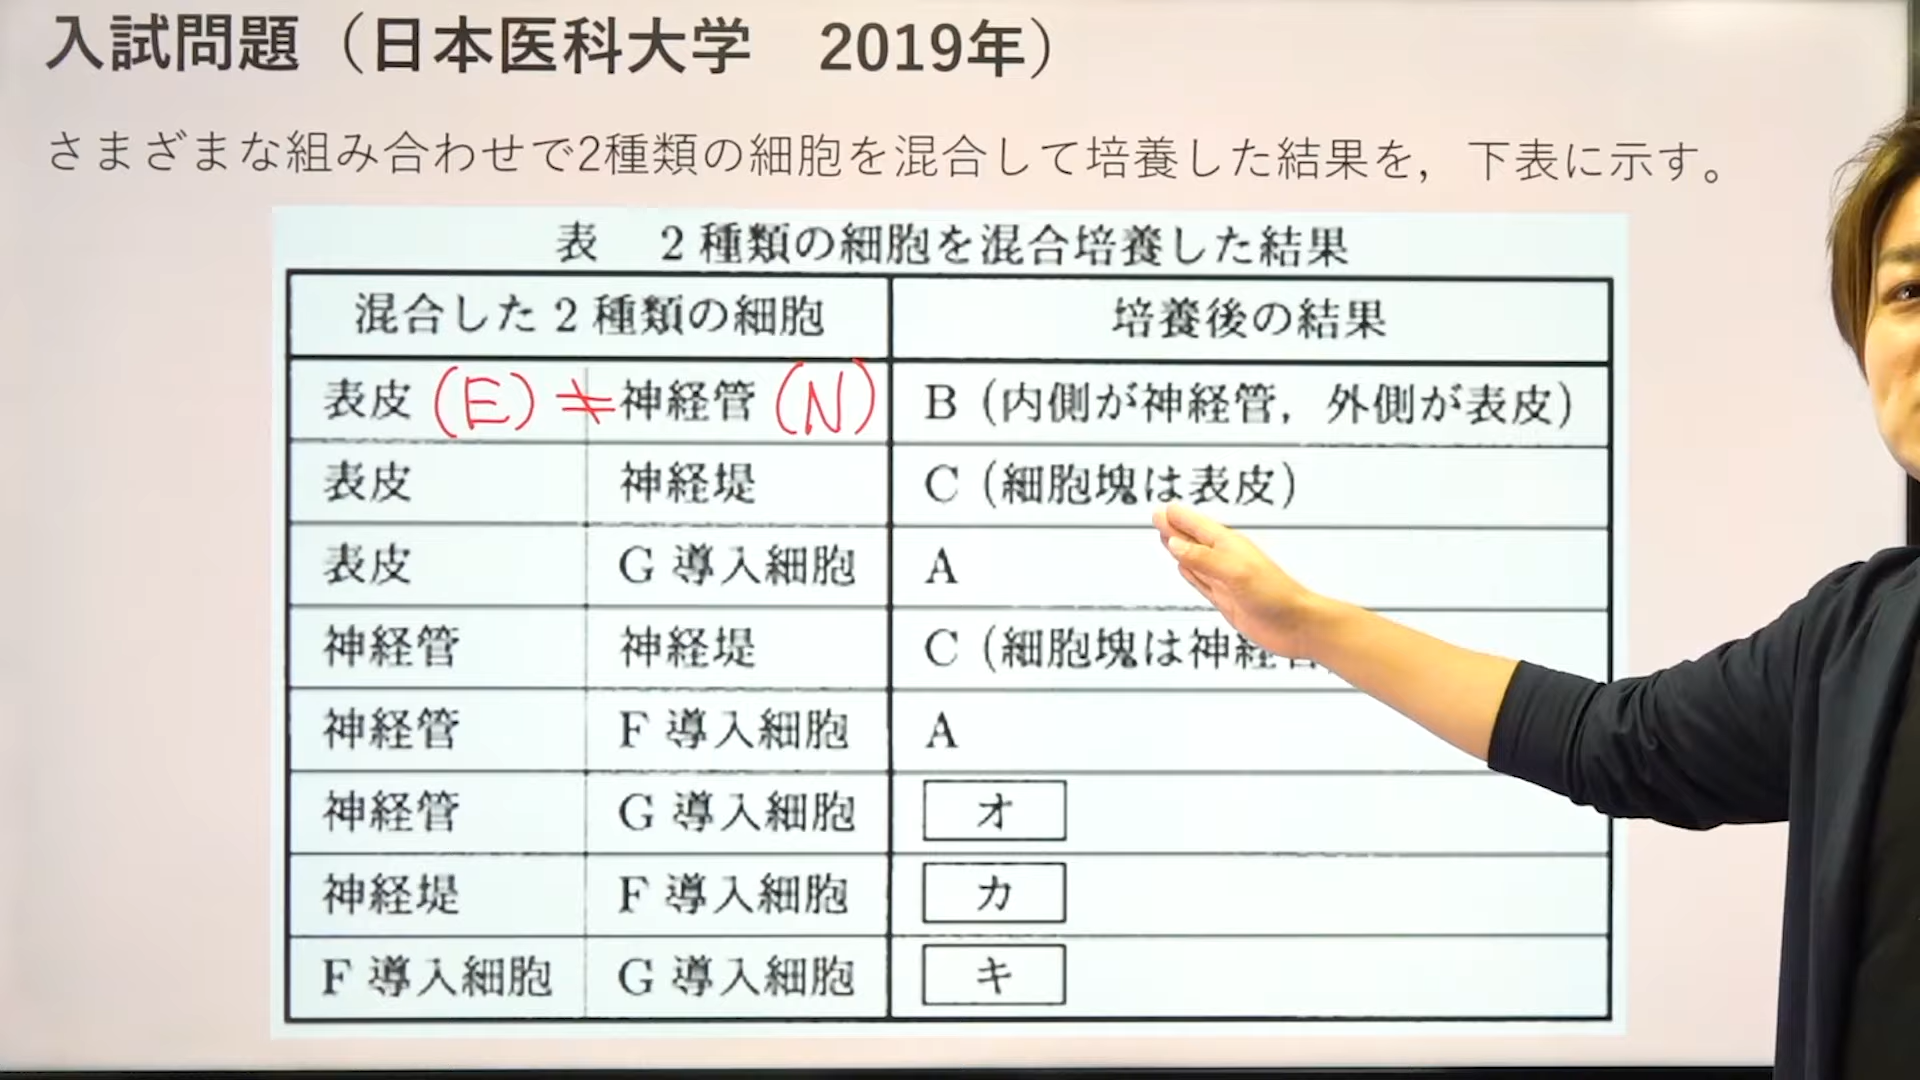 入試問題（日本医科大学　2019年）
さまざまな組み合わせで2種類の細胞を混合して培養した結果を，下表に示す。
表　2種類の細胞を混合培養した結果
混合した2種類の細胞　培養後の結果
表皮 (E) ≠ 神経管 (N)　B (内側が神経管，外側が表皮)
表皮　神経堤　C (細胞塊は表皮)
表皮　G 導入細胞　A
神経管　神経堤　C (細胞塊は神経
神経管　F 導入細胞　A
神経管　G 導入細胞　オ
神経堤　F 導入細胞　カ
F 導入細胞　G 導入細胞　キ